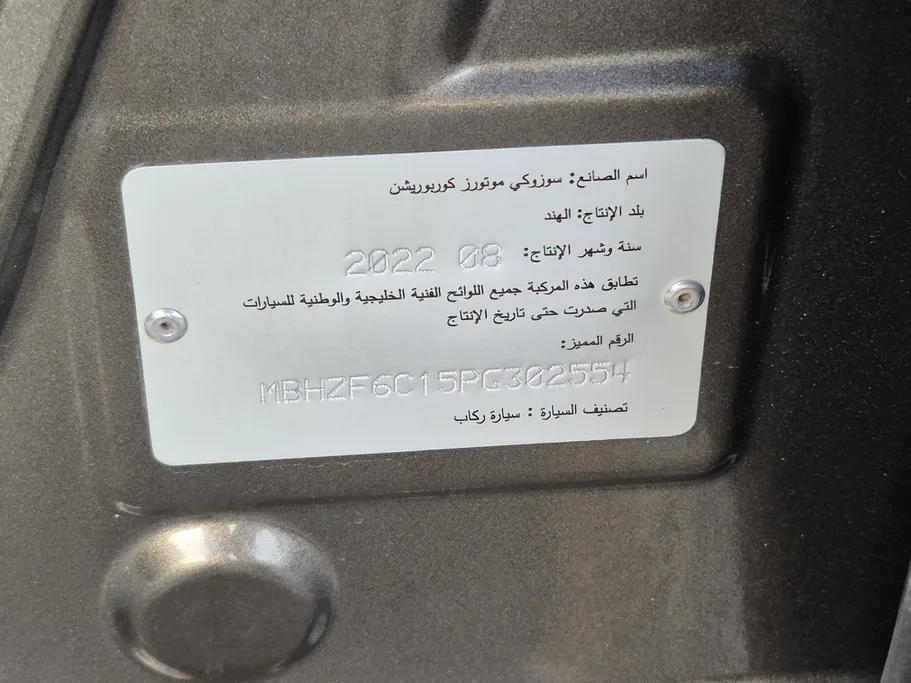 اسم الصانع: سوزوكي موتورز كوربوريشن
بلد الإنتاج: الهند
سنة وشهر الإنتاج: 2022 08
تطابق هذه المركبة جميع اللوائح الفنية الخليجية والوطنية للسيارات
التي صدرت حتى تاريخ الإنتاج
الرقم المميز:
MBHZF6C15PG302554
تصنيف السيارة : سيارة ركاب